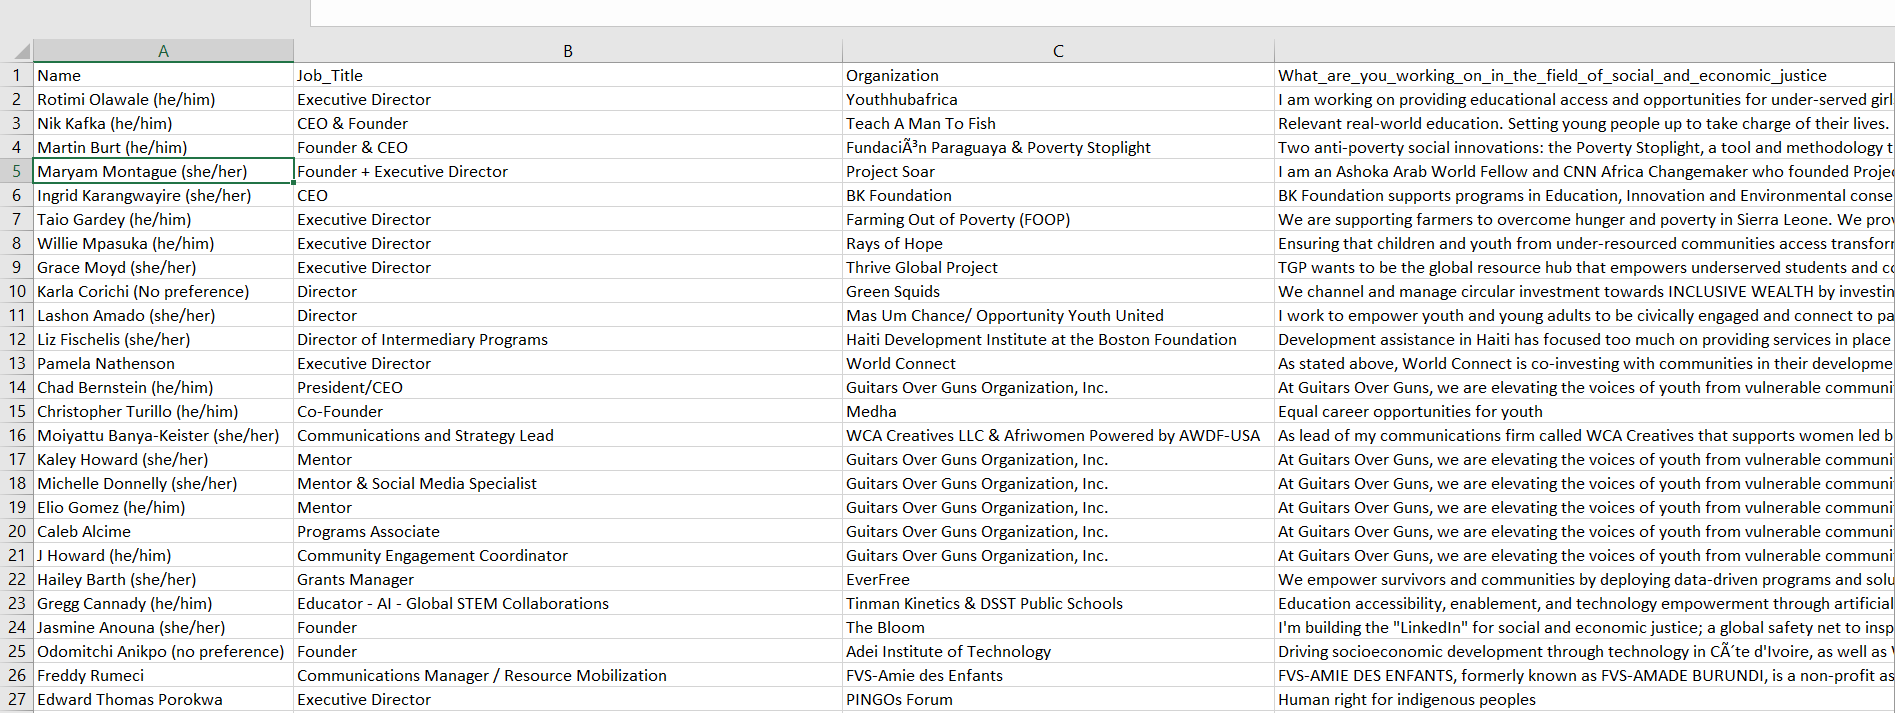 A B C
1 Name Job_Title Organization What_are_you_working_on_in_the_field_of_social_and_economic_justice
2 Rotimi Olawale (he/him) Executive Director Youthhubafrica I am working on providing educational access and opportunities for under-served girl
3 Nik Kafka (he/him) CEO & Founder Teach A Man To Fish Relevant real-world education. Setting young people up to take charge of their lives.
4 Martin Burt (he/him) Founder & CEO FundaciÃ³n Paraguaya & Poverty Stoplight Two anti-poverty social innovations: the Poverty Stoplight, a tool and methodology t
5 Maryam Montague (she/her) Founder + Executive Director Project Soar I am an Ashoka Arab World Fellow and CNN Africa Changemaker who founded Proje
6 Ingrid Karangwayire (she/her) CEO BK Foundation BK Foundation supports programs in Education, Innovation and Environmental conse
7 Taio Gardey (he/him) Executive Director Farming Out of Poverty (FOOP) We are supporting farmers to overcome hunger and poverty in Sierra Leone. We prov
8 Willie Mpasuka (he/him) Executive Director Rays of Hope Ensuring that children and youth from under-resourced communities access transforn
9 Grace Moyd (she/her) Executive Director Thrive Global Project TGP wants to be the global resource hub that empowers underserved students and co
10 Karla Corichi (No preference) Director Green Squids We channel and manage circular investment towards INCLUSIVE WEALTH by investin
11 Lashon Amado (she/her) Director Mas Um Chance/ Opportunity Youth United I work to empower youth and young adults to be civically engaged and connect to pa
12 Liz Fischelis (she/her) Director of Intermediary Programs Haiti Development Institute at the Boston Foundation Development assistance in Haiti has focused too much on providing services in place
13 Pamela Nathenson Executive Director World Connect As stated above, World Connect is co-investing with communities in their developme
14 Chad Bernstein (he/him) President/CEO Guitars Over Guns Organization, Inc. At Guitars Over Guns, we are elevating the voices of youth from vulnerable communi
15 Christopher Turillo (he/him) Co-Founder Medha Equal career opportunities for youth
16 Moiyattu Banya-Keister (she/her) Communications and Strategy Lead WCA Creatives LLC & Afriwomen Powered by AWDF-USA As lead of my communications firm called WCA Creatives that supports women led b
17 Kaley Howard (she/her) Mentor Guitars Over Guns Organization, Inc. At Guitars Over Guns, we are elevating the voices of youth from vulnerable communi
18 Michelle Donnelly (she/her) Mentor & Social Media Specialist Guitars Over Guns Organization, Inc. At Guitars Over Guns, we are elevating the voices of youth from vulnerable communi
19 Elio Gomez (he/him) Mentor Guitars Over Guns Organization, Inc. At Guitars Over Guns, we are elevating the voices of youth from vulnerable communi
20 Caleb Alcime Programs Associate Guitars Over Guns Organization, Inc. At Guitars Over Guns, we are elevating the voices of youth from vulnerable communi
21 J Howard (he/him) Community Engagement Coordinator Guitars Over Guns Organization, Inc. At Guitars Over Guns, we are elevating the voices of youth from vulnerable communi
22 Hailey Barth (she/her) Grants Manager EverFree We empower survivors and communities by deploying data-driven programs and solu
23 Gregg Cannady (he/him) Educator - AI - Global STEM Collaborations Tinman Kinetics & DSST Public Schools Education accessibility, enablement, and technology empowerment through artificial
24 Jasmine Anouna (she/her) Founder The Bloom I'm building the "LinkedIn" for social and economic justice; a global safety net to insp
25 Odomitchi Anikpo (no preference) Founder Adei Institute of Technology Driving socioeconomic development through technology in CÃ´te d'Ivoire, as well as
26 Freddy Rumeci Communications Manager / Resource Mobilization FVS-Amie des Enfants FVS-AMIE DES ENFANTS, formerly known as FVS-AMADE BURUNDI, is a non-profit as
27 Edward Thomas Porokwa Executive Director PINGOs Forum Human right for indigenous peoples